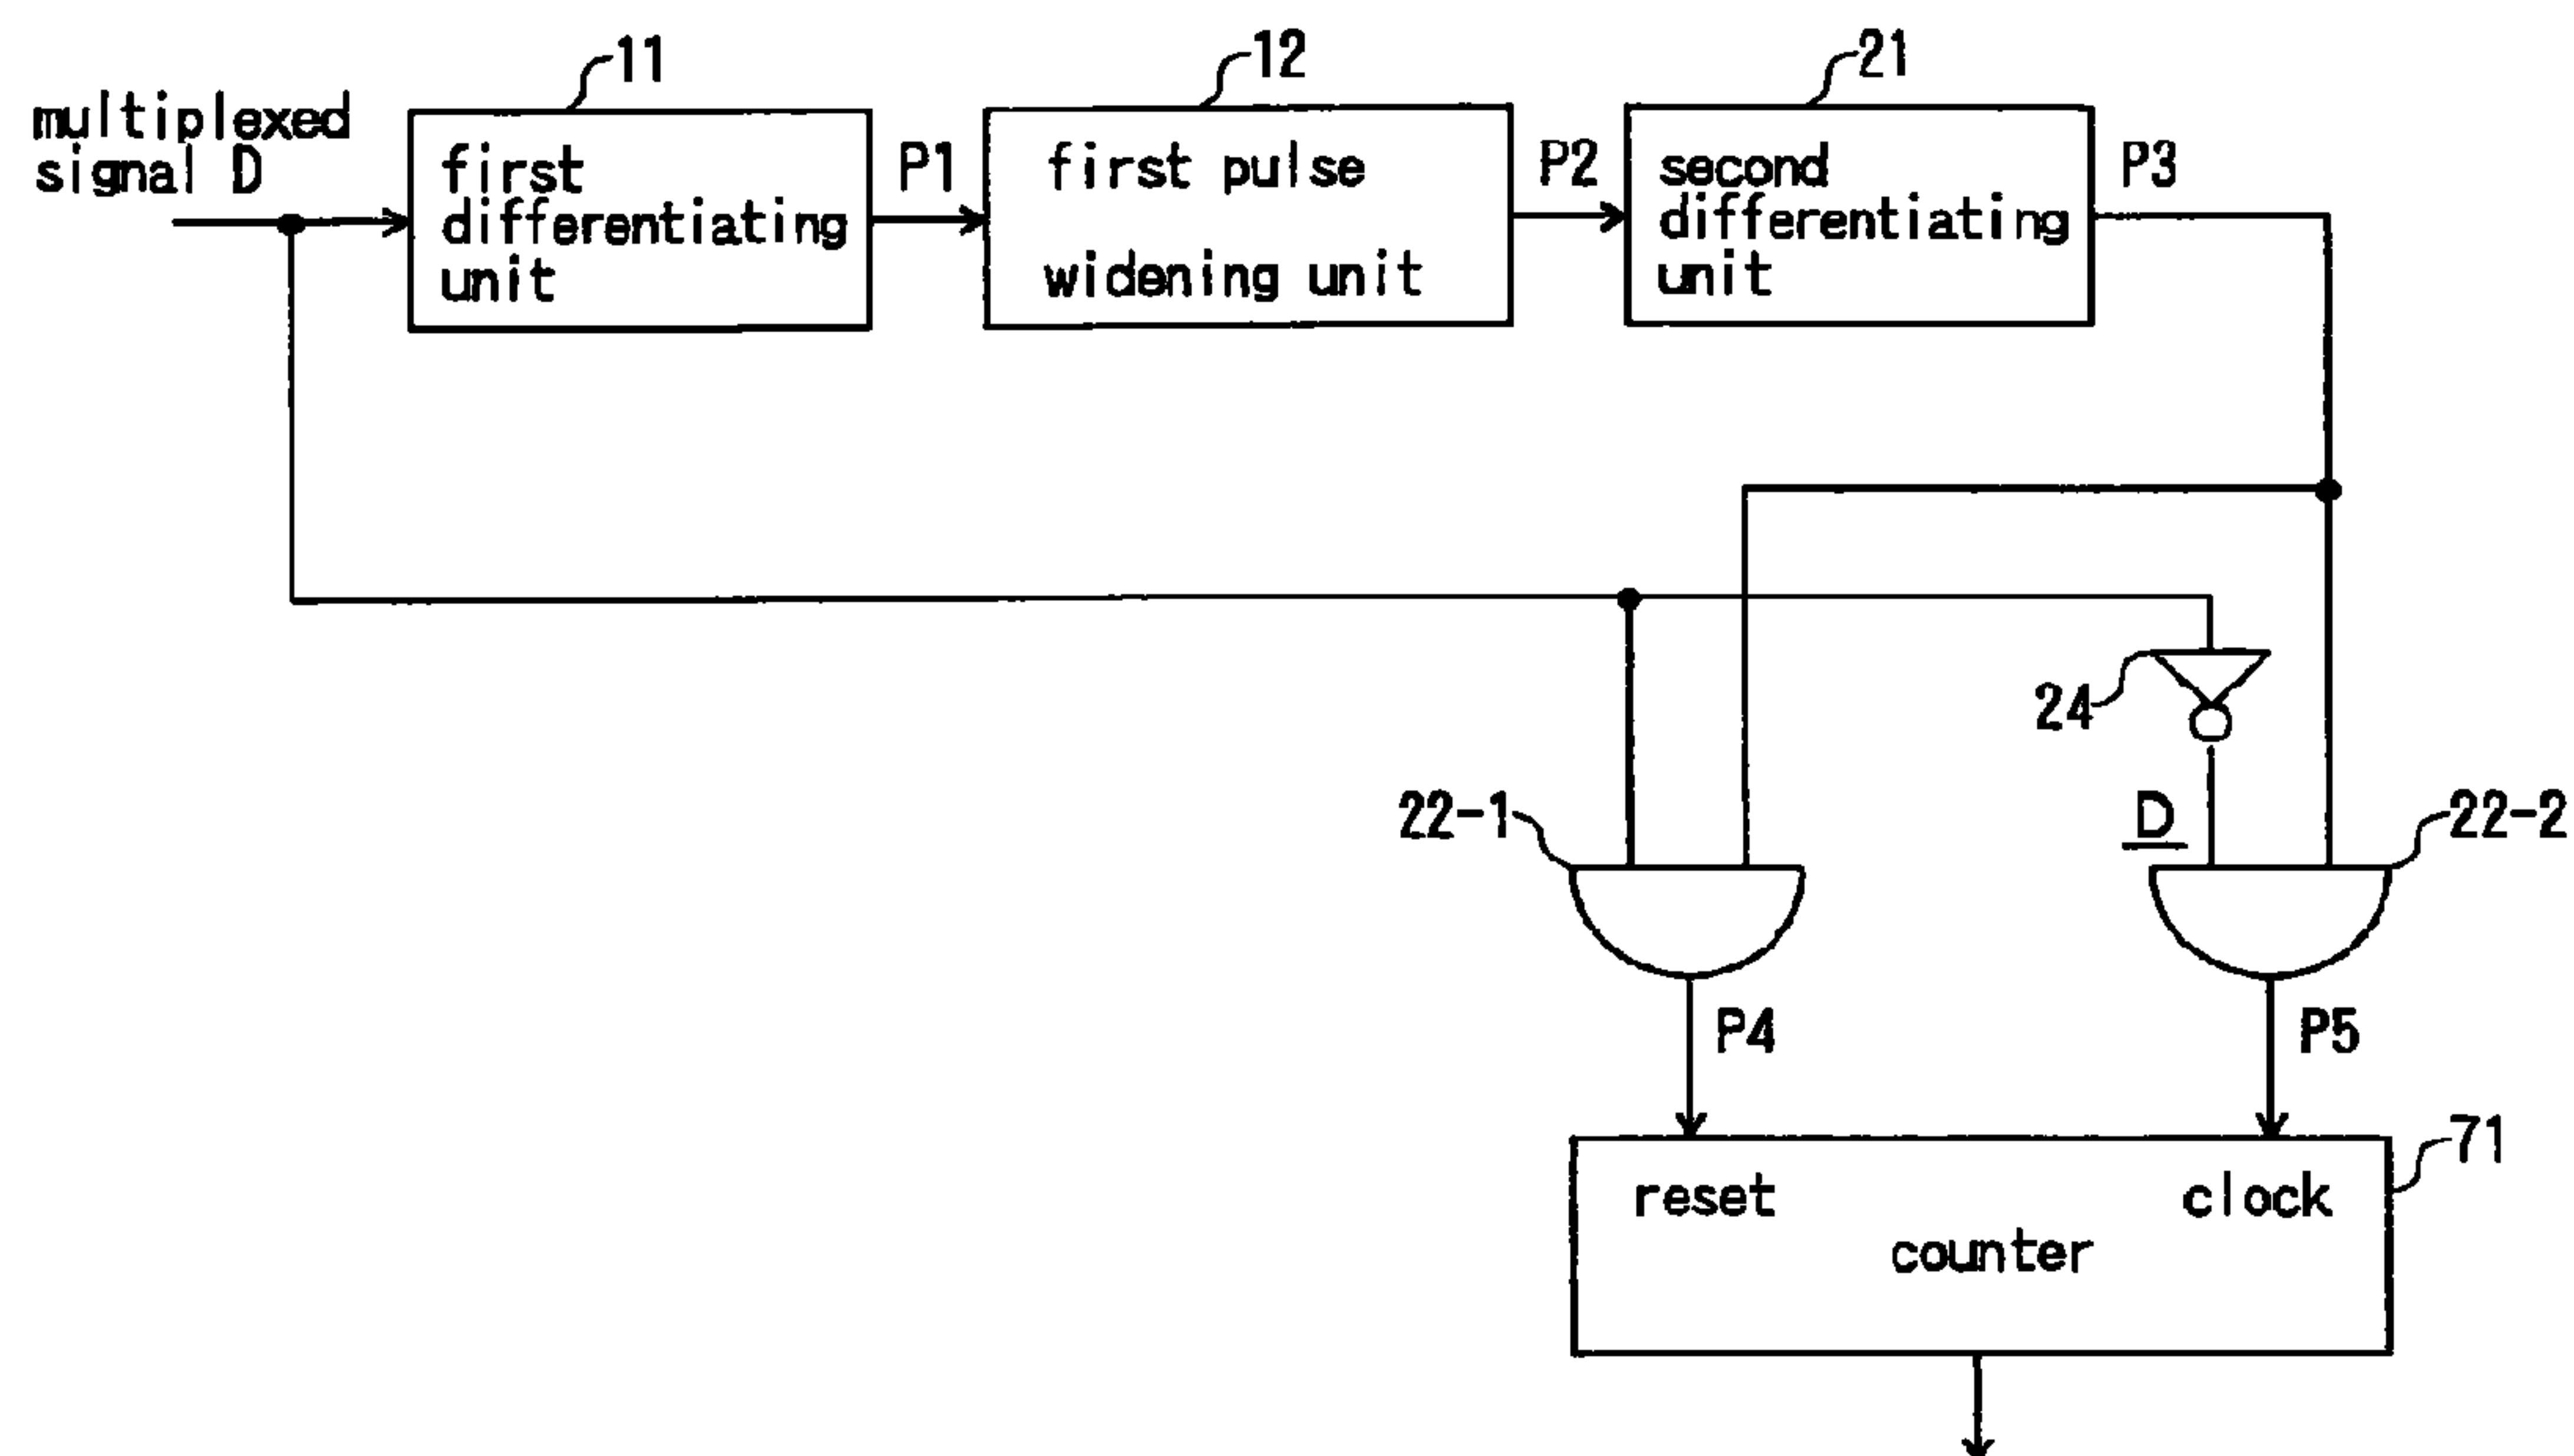 11
12
21
multiplexed
signal D
first
differentiating
unit
P1
first pulse
widening unit
P2
second
differentiating
unit
P3
24
22-1
D
22-2
P4
P5
71
reset
clock
counter